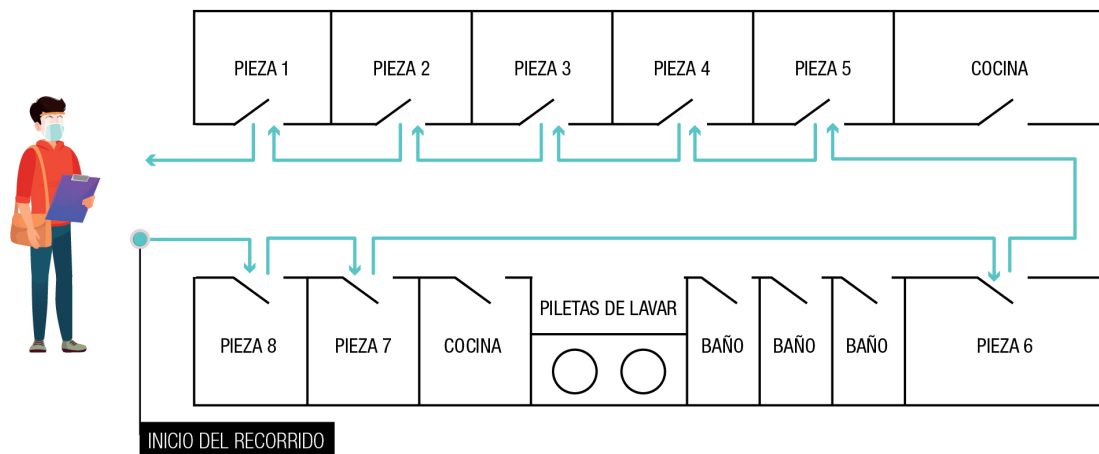 PIEZA 1
PIEZA 2
PIEZA 3
PIEZA 4
PIEZA 5
COCINA
PIEZA 8
PIEZA 7
COCINA
PILETAS DE LAVAR
BAÑO
BAÑO
BAÑO
PIEZA 6
INICIO DEL RECORRIDO